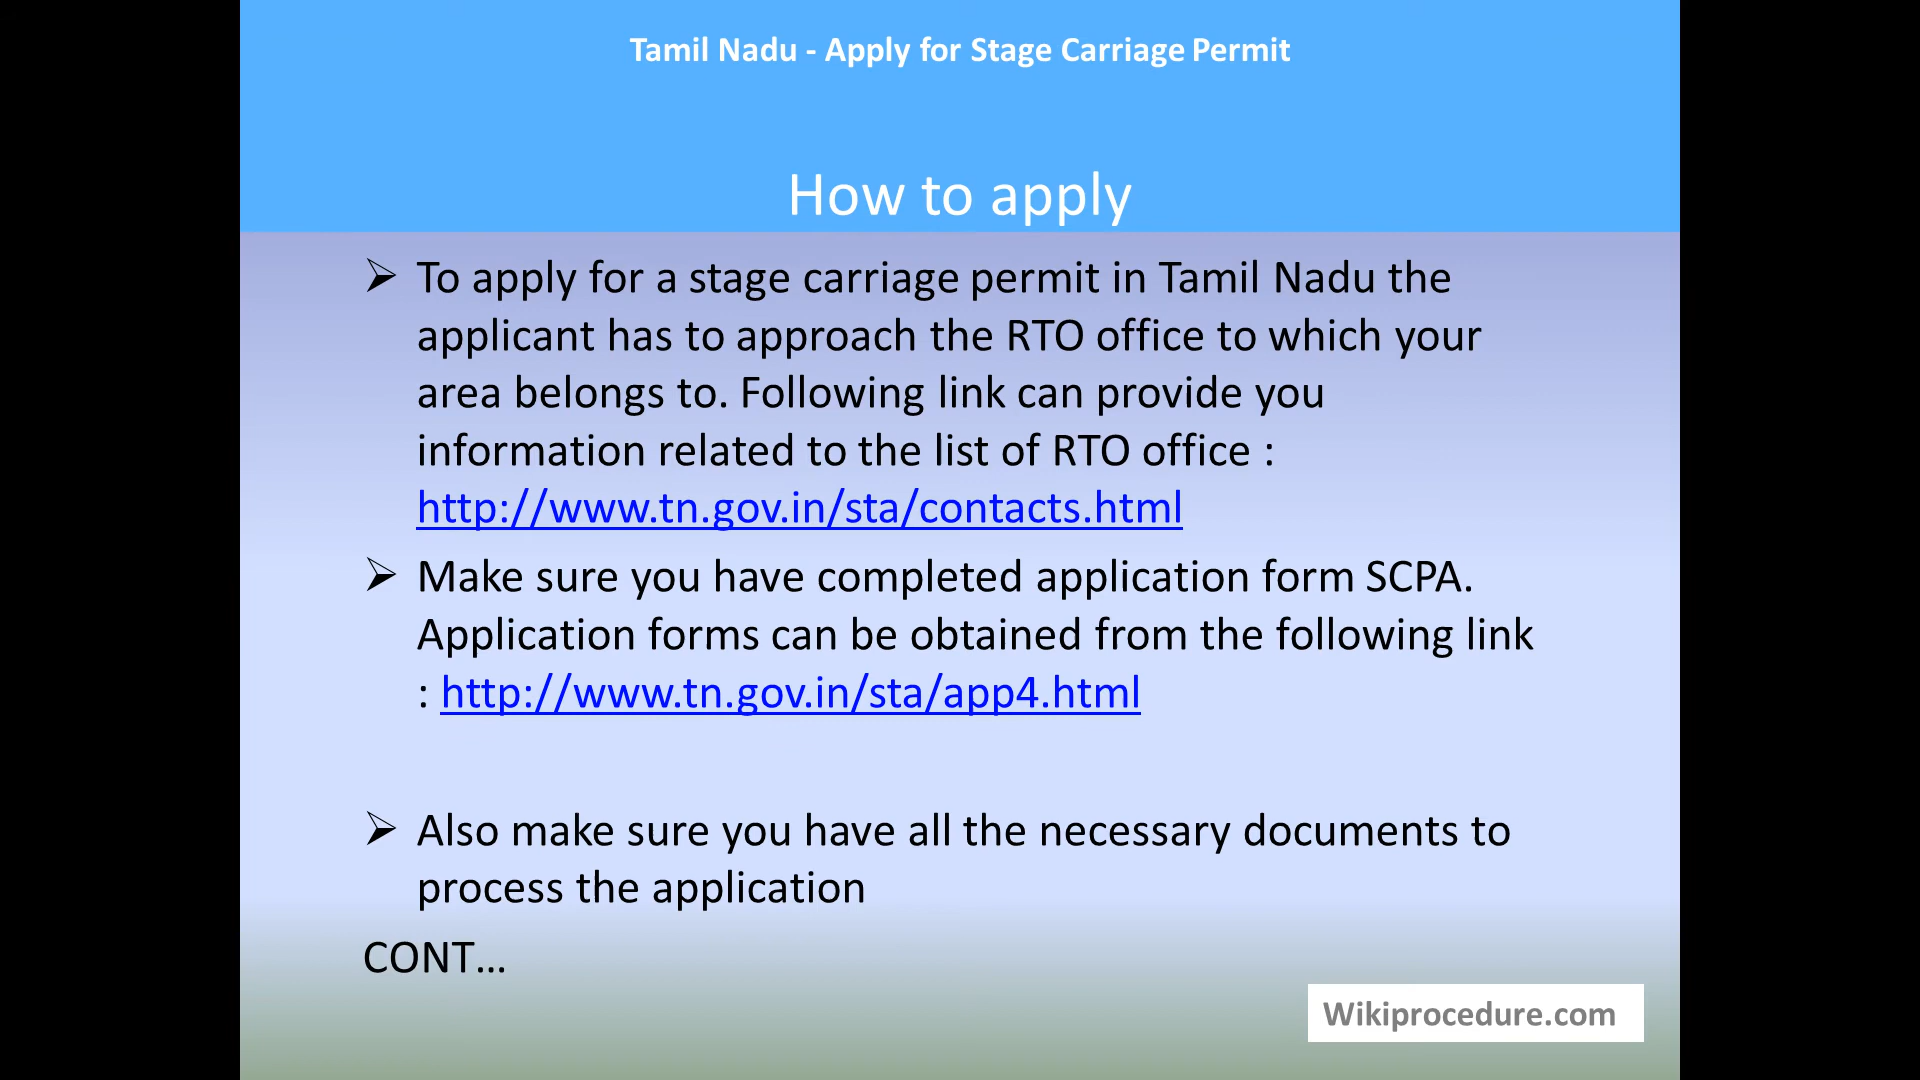 Tamil Nadu - Apply for Stage Carriage Permit
How to apply
➢ To apply for a stage carriage permit in Tamil Nadu the
applicant has to approach the RTO office to which your
area belongs to. Following link can provide you
information related to the list of RTO office :
http://www.tn.gov.in/sta/contacts.html
➢ Make sure you have completed application form SCPA.
Application forms can be obtained from the following link
: http://www.tn.gov.in/sta/app4.html
➢ Also make sure you have all the necessary documents to
process the application
CONT…
Wikiprocedure.com